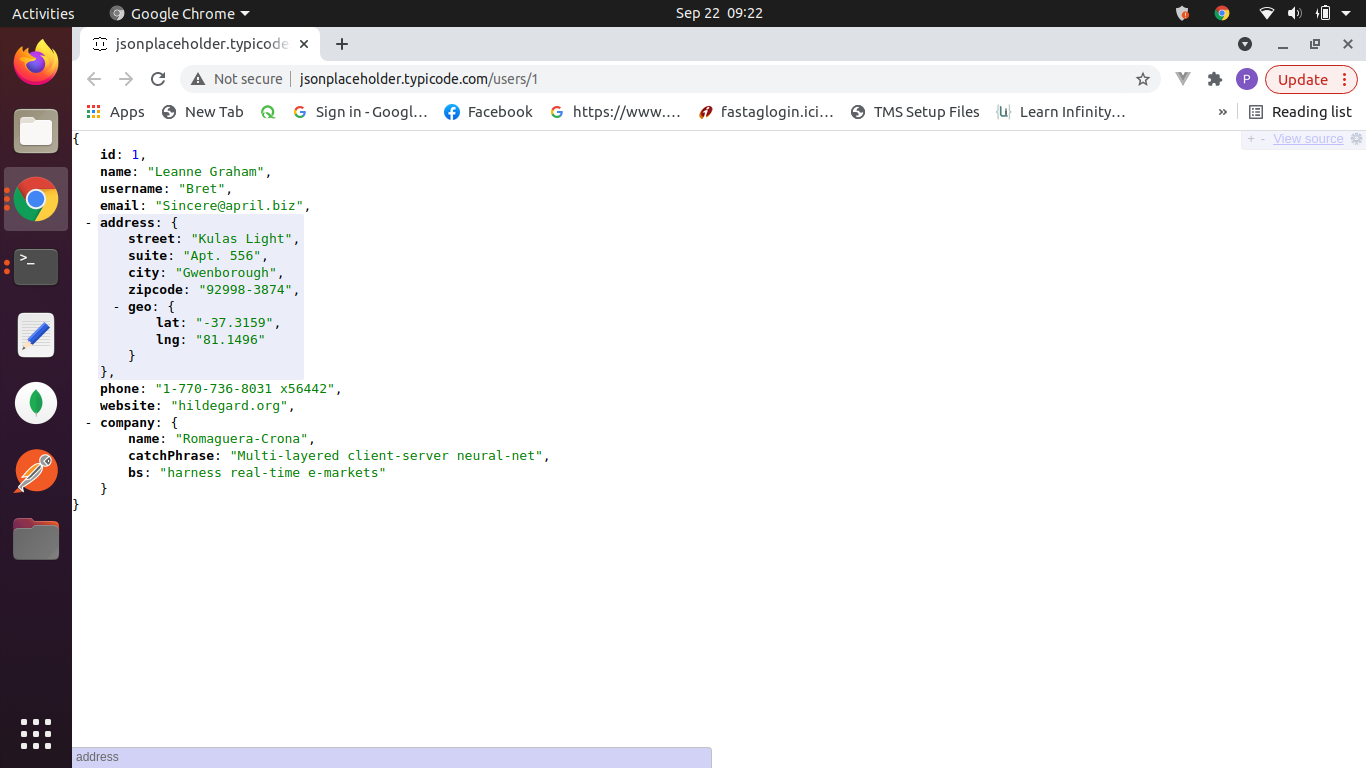 Activities Google Chrome Sep 22 09:22
jsonplaceholder.typicode
Not secure jsonplaceholder.typicode.com/users/1 P Update
Apps New Tab Sign in - Googl… Facebook https://www.… fastaglogin.ici… TMS Setup Files Learn Infinity… » Reading list
{ + - View source
id: 1,
name: "Leanne Graham",
username: "Bret",
email: "Sincere@april.biz",
- address: {
street: "Kulas Light",
suite: "Apt. 556",
city: "Gwenborough",
zipcode: "92998-3874",
- geo: {
lat: "-37.3159",
lng: "81.1496"
}
},
phone: "1-770-736-8031 x56442",
website: "hildegard.org",
- company: {
name: "Romaguera-Crona",
catchPhrase: "Multi-layered client-server neural-net",
bs: "harness real-time e-markets"
}
}
address